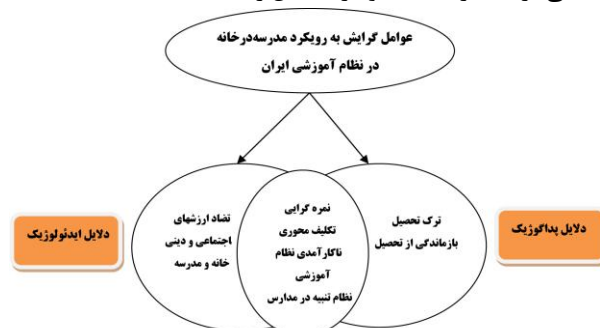 عوامل گرایش به رویکرد مدرسه‌درخانه
در نظام آموزشی ایران
دلایل پداگوژیک
ترک تحصیل
بازماندگی از تحصیل
نمره گرایی
تکلیف محوری
ناکارآمدی نظام
آموزشی
نظام تنبیه در مدارس
تضاد ارزشهای
اجتماعی و دینی
خانه و مدرسه
دلایل ایدئولوژیک